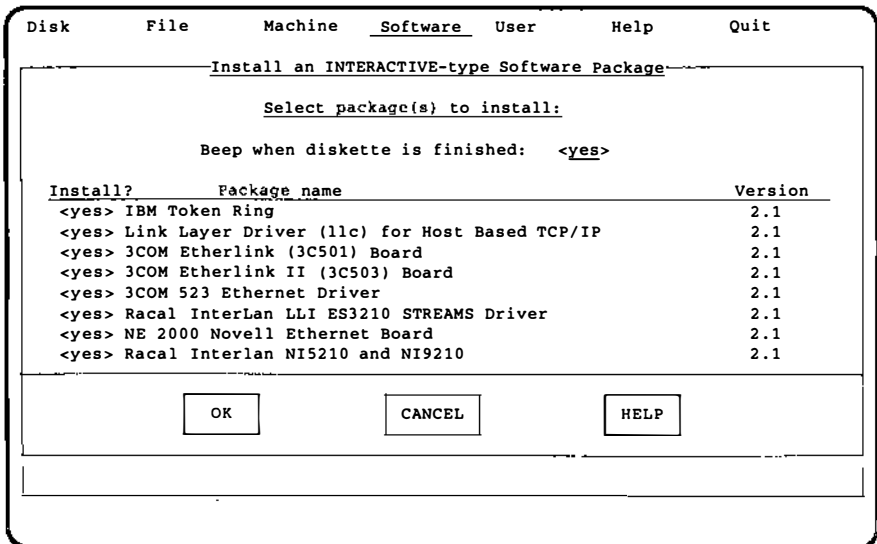 Disk File Machine Software User Help Quit
Install an INTERACTIVE-type Software Package
Select package(s) to install:
Beep when diskette is finished: <yes>
Install? Package name Version
<yes> IBM Token Ring 2.1
<yes> Link Layer Driver (llc) for Host Based TCP/IP 2.1
<yes> 3COM Etherlink (3C501) Board 2.1
<yes> 3COM Etherlink II (3C503) Board 2.1
<yes> 3COM 523 Ethernet Driver 2.1
<yes> Racal InterLan LLI ES3210 STREAMS Driver 2.1
<yes> NE 2000 Novell Ethernet Board 2.1
<yes> Racal Interlan NI5210 and NI9210 2.1
OK CANCEL HELP